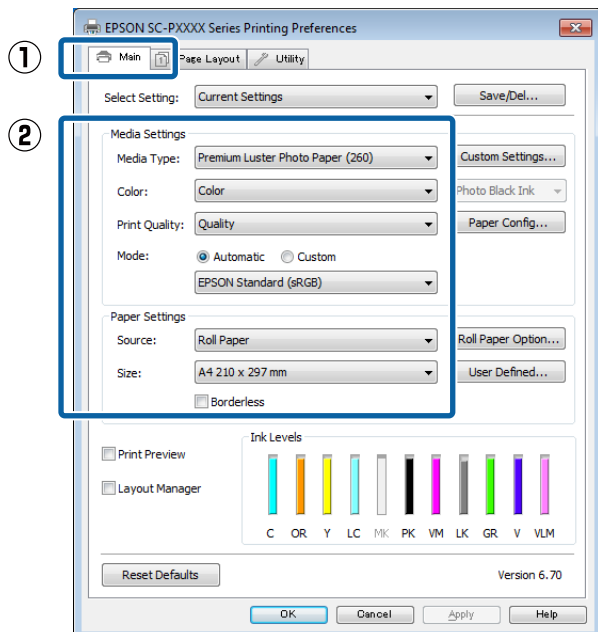 EPSON SC-PXXXX Series Printing Preferences
① Main Page Layout Utility
Select Setting: Current Settings Save/Del...
②
Media Settings
Media Type: Premium Luster Photo Paper (260) Custom Settings...
Color: Color Photo Black Ink
Print Quality: Quality Paper Config...
Mode: Automatic Custom
EPSON Standard (sRGB)
Paper Settings
Source: Roll Paper Roll Paper Option...
Size: A4 210 x 297 mm User Defined...
Borderless
Ink Levels
Print Preview
Layout Manager
C OR Y LC MK PK VM LK GR V VLM
Reset Defaults Version 6.70
OK Cancel Apply Help